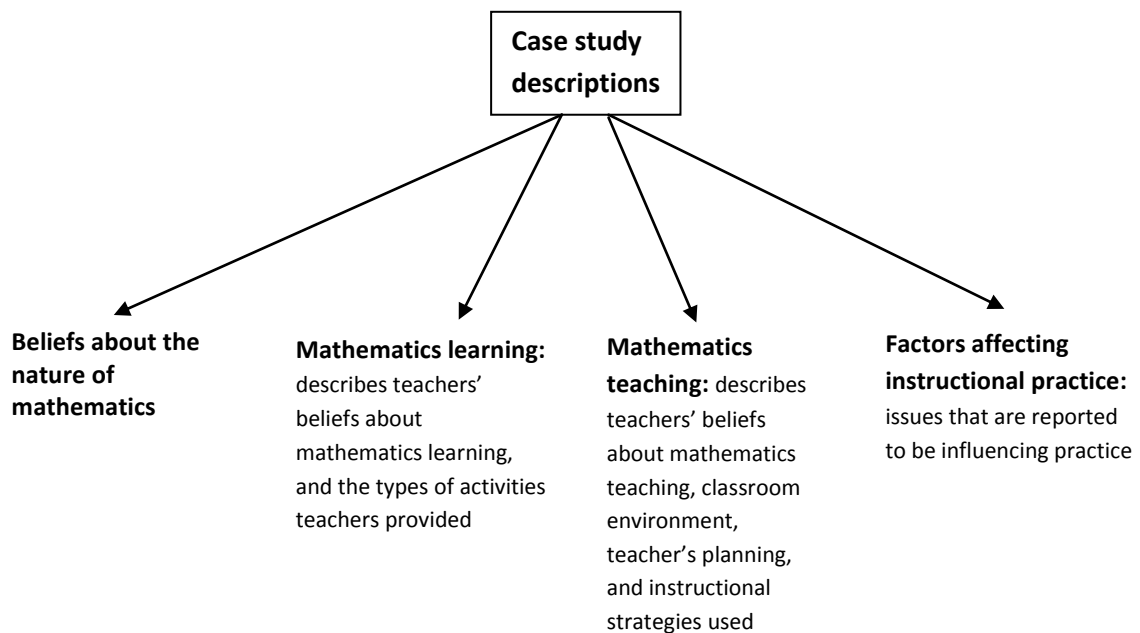 Case study
descriptions
Beliefs about the
nature of
mathematics
Mathematics learning:
describes teachers’
beliefs about
mathematics learning,
and the types of activities
teachers provided
Mathematics
teaching: describes
teachers’ beliefs
about mathematics
teaching, classroom
environment,
teacher’s planning,
and instructional
strategies used
Factors affecting
instructional practice:
issues that are reported
to be influencing practice